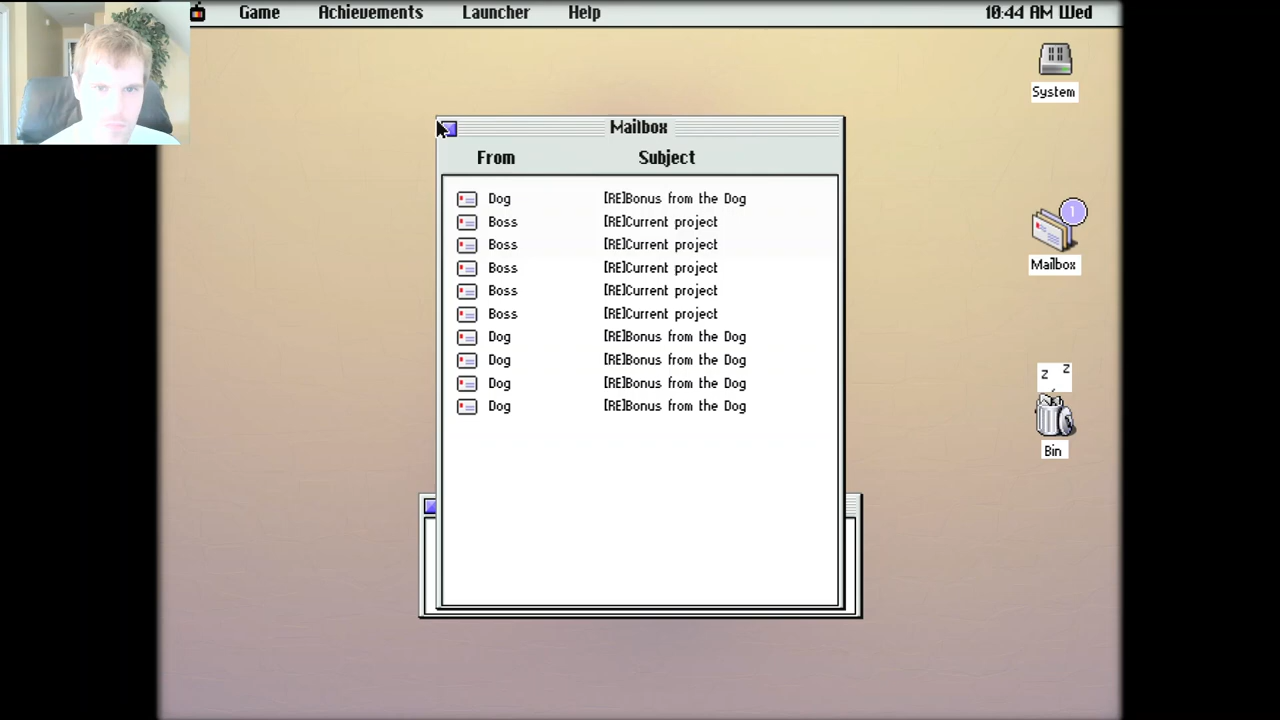 Game Achievements Launcher Help 10:44 AM Wed
System
Mailbox
From Subject
Dog [RE]Bonus from the Dog
Boss [RE]Current project
Boss [RE]Current project
Boss [RE]Current project
Boss [RE]Current project
Boss [RE]Current project
Dog [RE]Bonus from the Dog
Dog [RE]Bonus from the Dog
Dog [RE]Bonus from the Dog
Dog [RE]Bonus from the Dog
1
Mailbox
z z
Bin